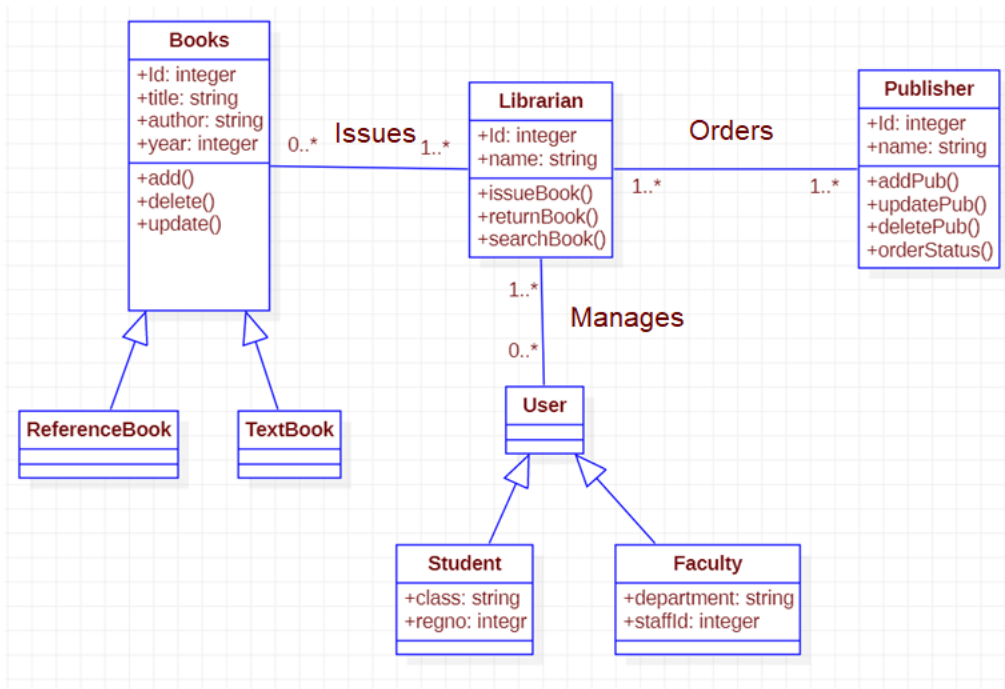 Books
+Id: integer
+title: string
+author: string
+year: integer
+add()
+delete()
+update()
0..*
Issues
1..*
Librarian
+Id: integer
+name: string
+issueBook()
+returnBook()
+searchBook()
Orders
1..*
1..*
Publisher
+Id: integer
+name: string
+addPub()
+updatePub()
+deletePub()
+orderStatus()
1..*
Manages
0..*
ReferenceBook
TextBook
User
Student
+class: string
+regno: integr
Faculty
+department: string
+staffId: integer